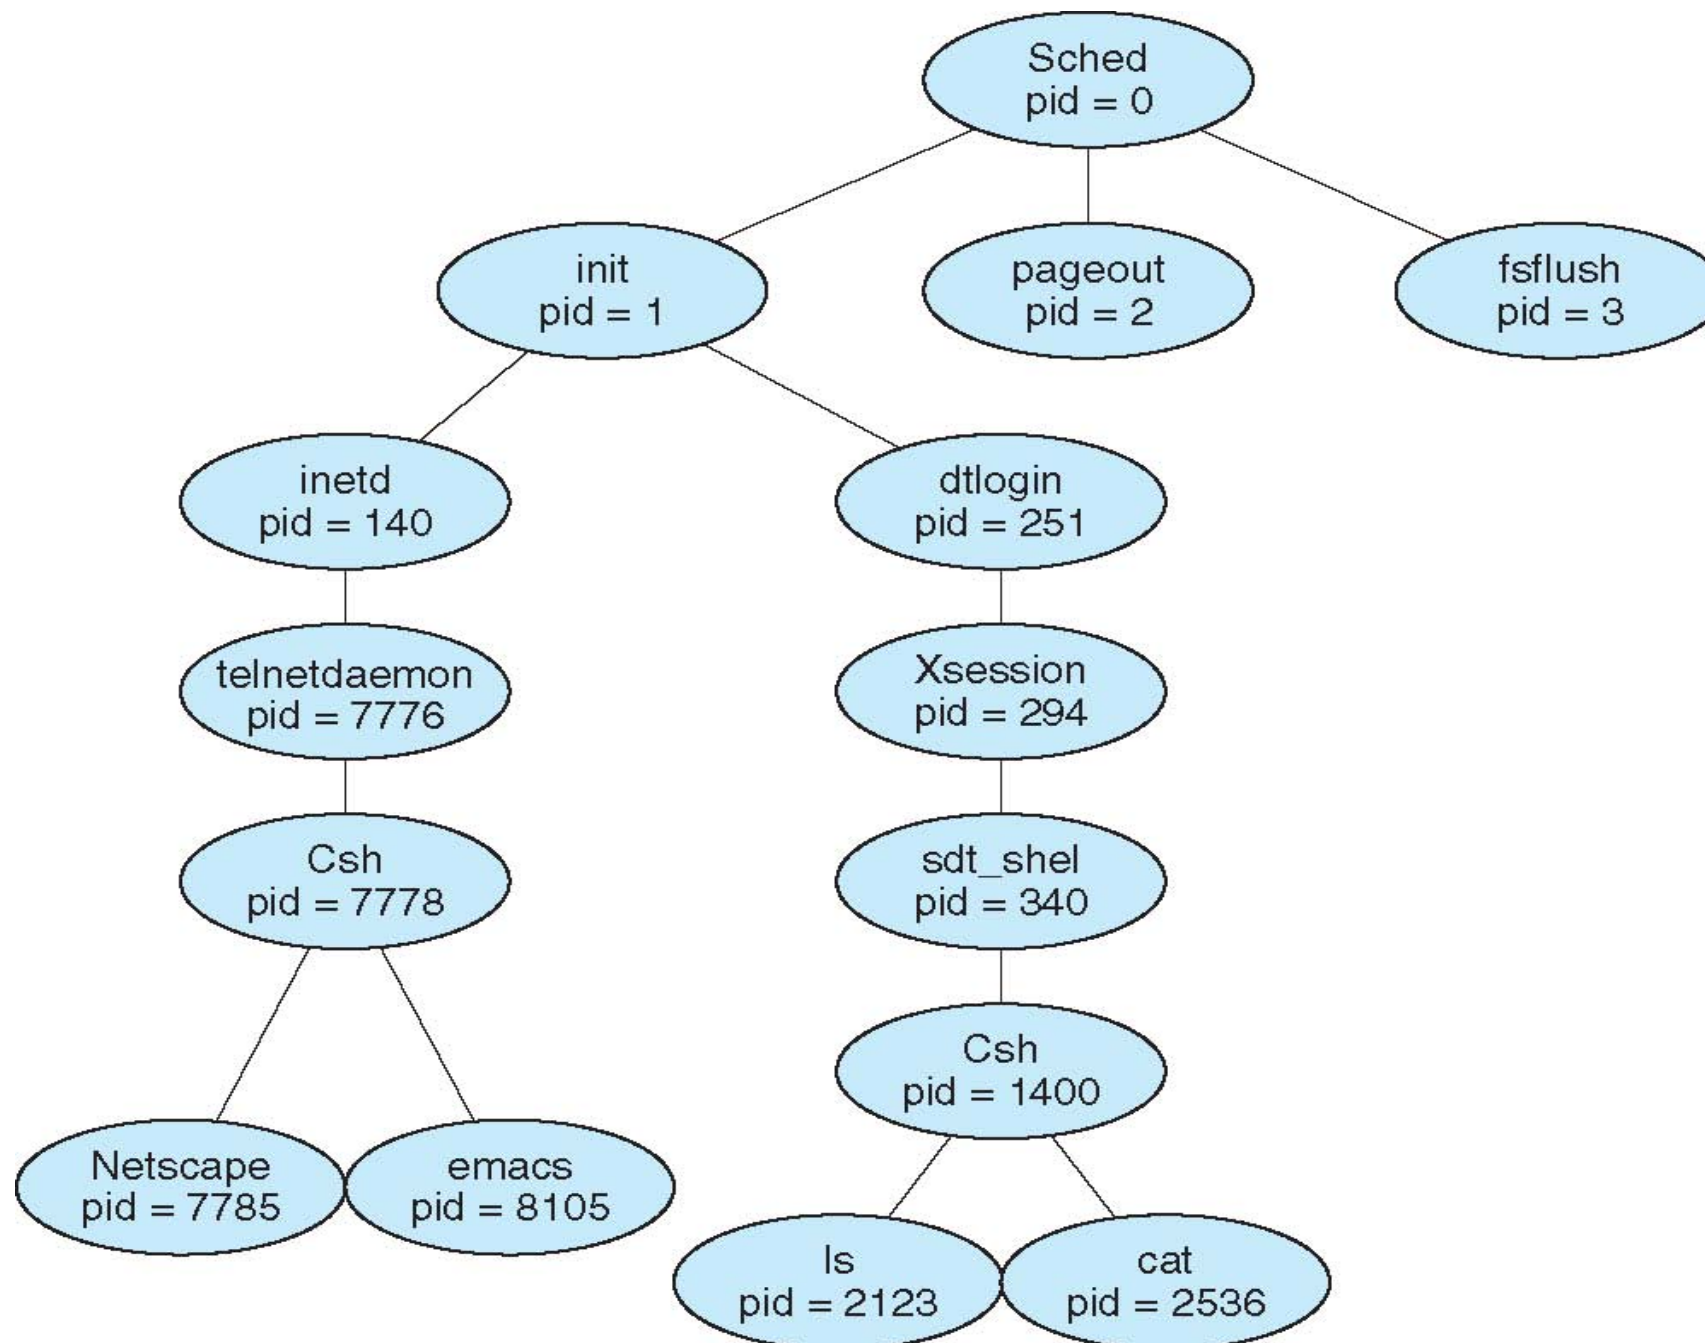 Sched
pid = 0
init
pid = 1
pageout
pid = 2
fsflush
pid = 3
inetd
pid = 140
dtlogin
pid = 251
telnetdaemon
pid = 7776
Xsession
pid = 294
Csh
pid = 7778
sdt_shel
pid = 340
Csh
pid = 1400
Netscape
pid = 7785
emacs
pid = 8105
ls
pid = 2123
cat
pid = 2536